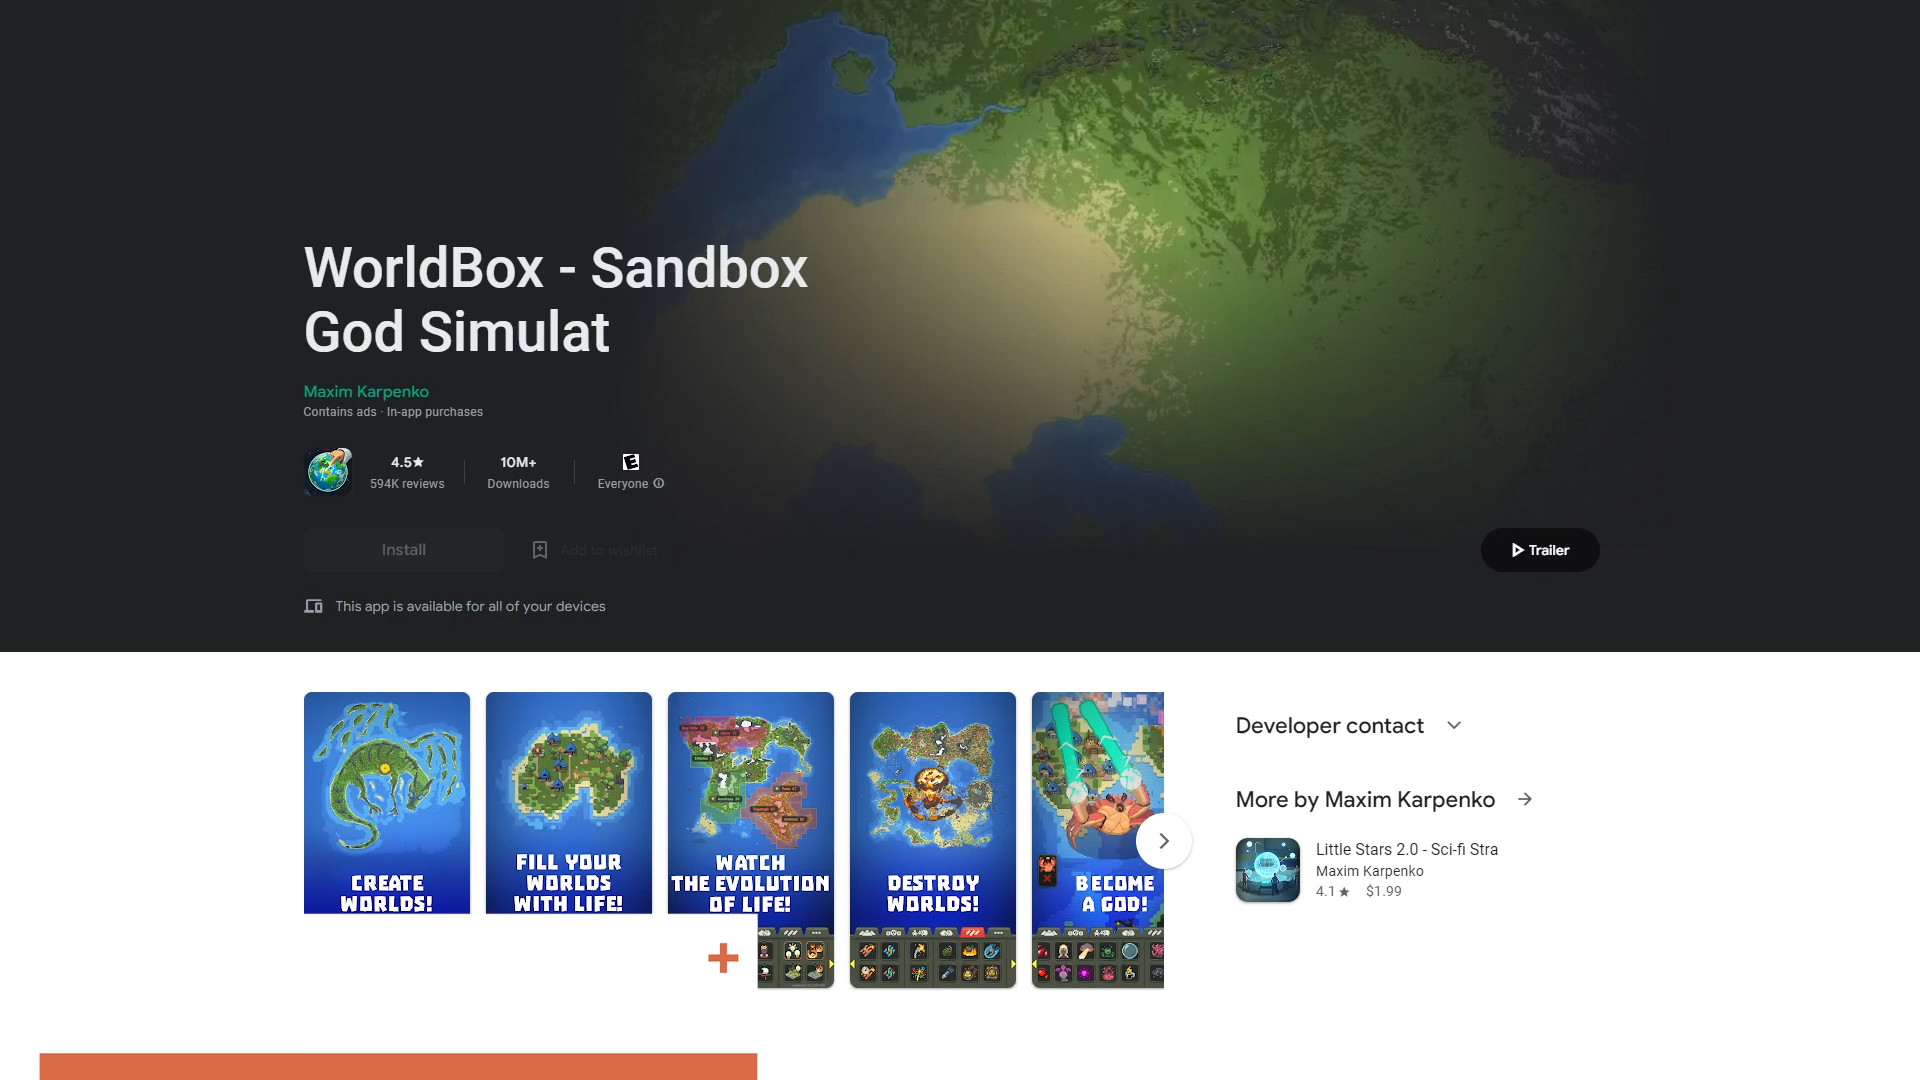 WorldBox - Sandbox
God Simulat
Maxim Karpenko
Contains ads · In-app purchases
4.5★
594K reviews
10M+
Downloads
E
Everyone
Install
Add to wishlist
Trailer
This app is available for all of your devices
CREATE
WORLDS!
FILL YOUR
WORLDS
WITH LIFE!
WATCH
THE EVOLUTION
OF LIFE!
DESTROY
WORLDS!
BECOME
A GOD!
Developer contact
More by Maxim Karpenko
Little Stars 2.0 - Sci-fi Stra
Maxim Karpenko
4.1★ $1.99